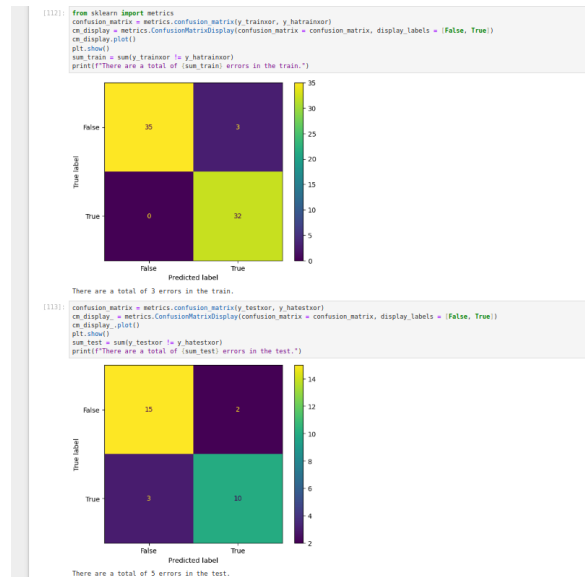 [112]: from sklearn import metrics
confusion_matrix = metrics.confusion_matrix(y_trainxor, y_hatrainxor)
cm_display = metrics.ConfusionMatrixDisplay(confusion_matrix = confusion_matrix, display_labels = [False, True])
cm_display.plot()
plt.show()
sum_train = sum(y_trainxor != y_hatrainxor)
print(f"There are a total of {sum_train} errors in the train.")
35
30
25
20
15
10
5
0
False
35
3
True
0
32
True label
False
True
Predicted label
There are a total of 3 errors in the train.
[113]: confusion_matrix = metrics.confusion_matrix(y_testxor, y_hatestxor)
cm_display_ = metrics.ConfusionMatrixDisplay(confusion_matrix = confusion_matrix, display_labels = [False, True])
cm_display_.plot()
plt.show()
sum_test = sum(y_testxor != y_hatestxor)
print(f"There are a total of {sum_test} errors in the test.")
14
12
10
8
6
4
2
False
15
2
True
3
10
True label
False
True
Predicted label
There are a total of 5 errors in the test.